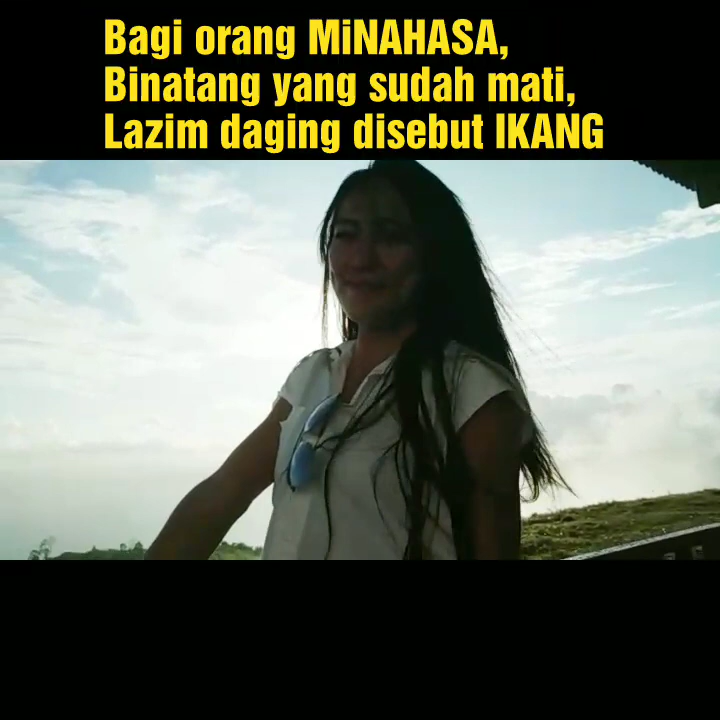 Bagi orang MiNAHASA,
Binatang yang sudah mati,
Lazim daging disebut IKANG